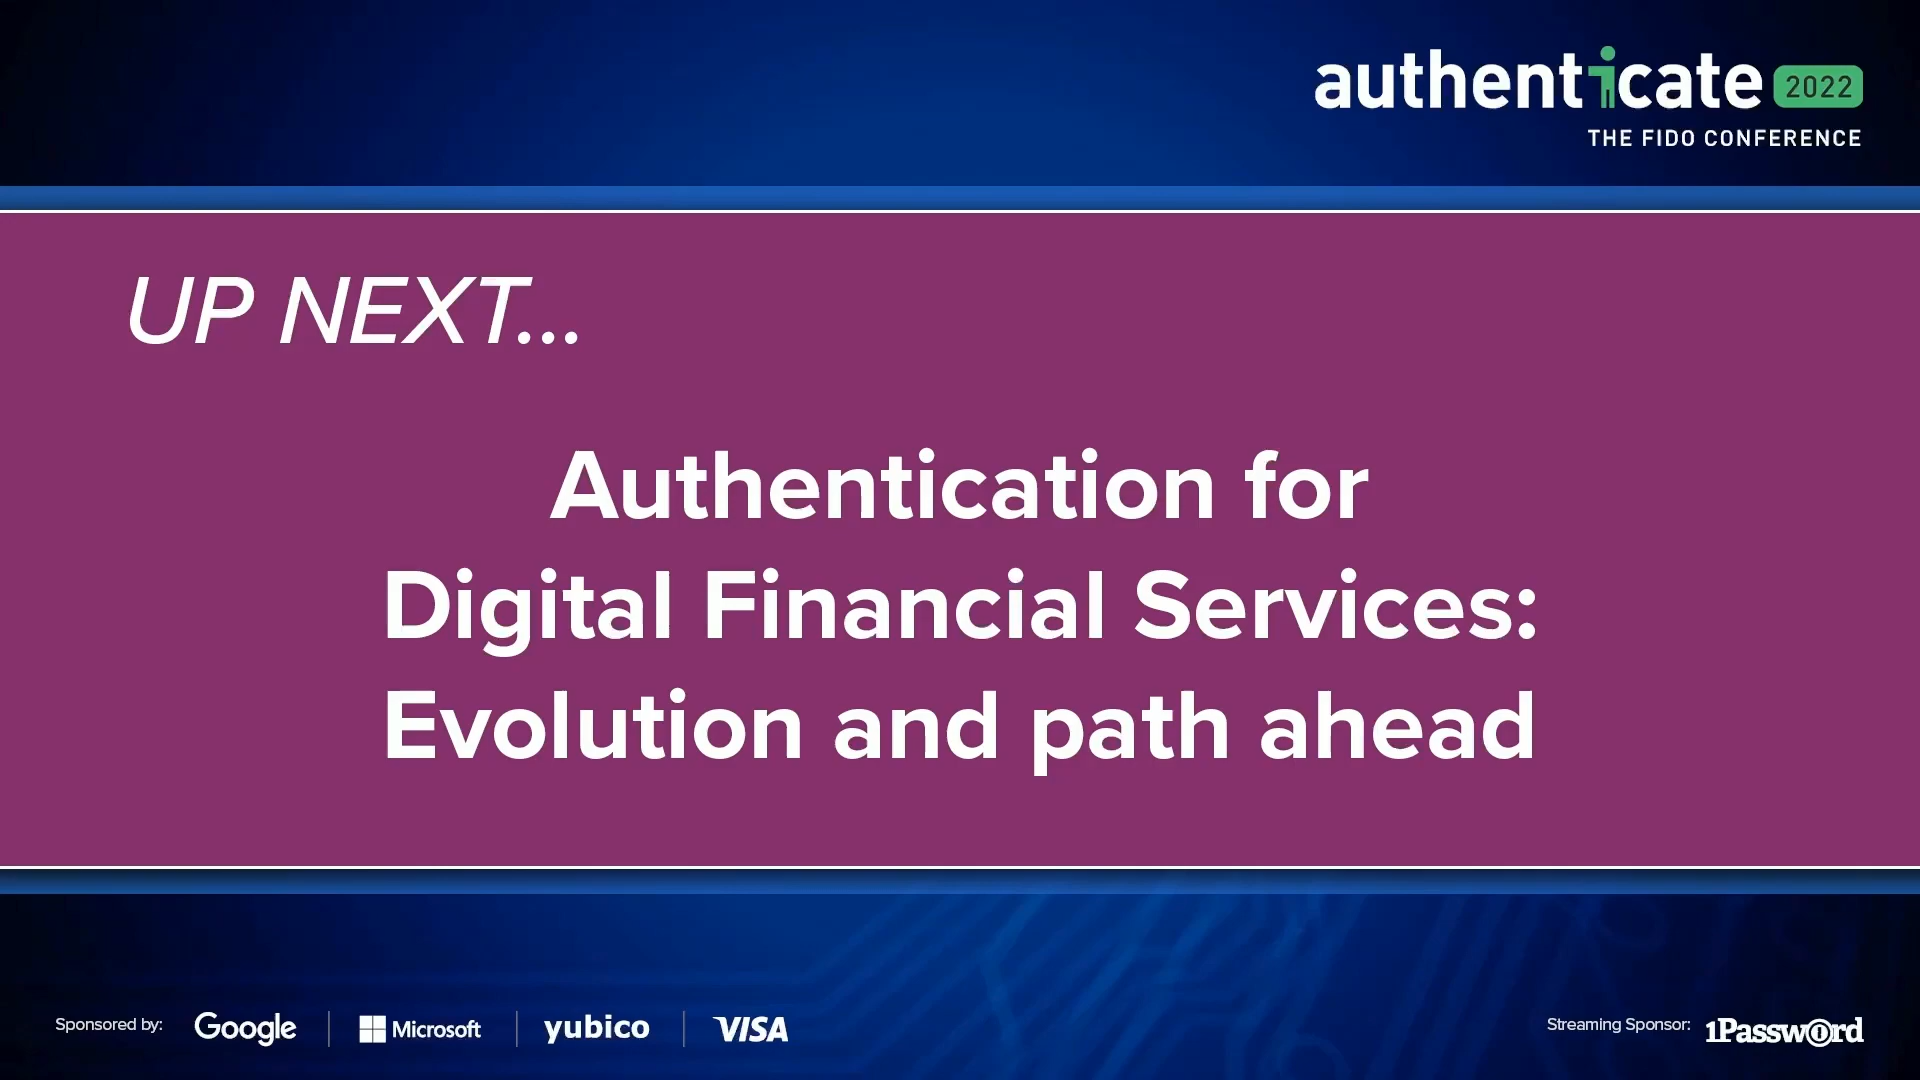 authenticate 2022
THE FIDO CONFERENCE
UP NEXT...
Authentication for
Digital Financial Services:
Evolution and path ahead
Sponsored by: Google Microsoft yubico VISA
Streaming Sponsor: 1Password